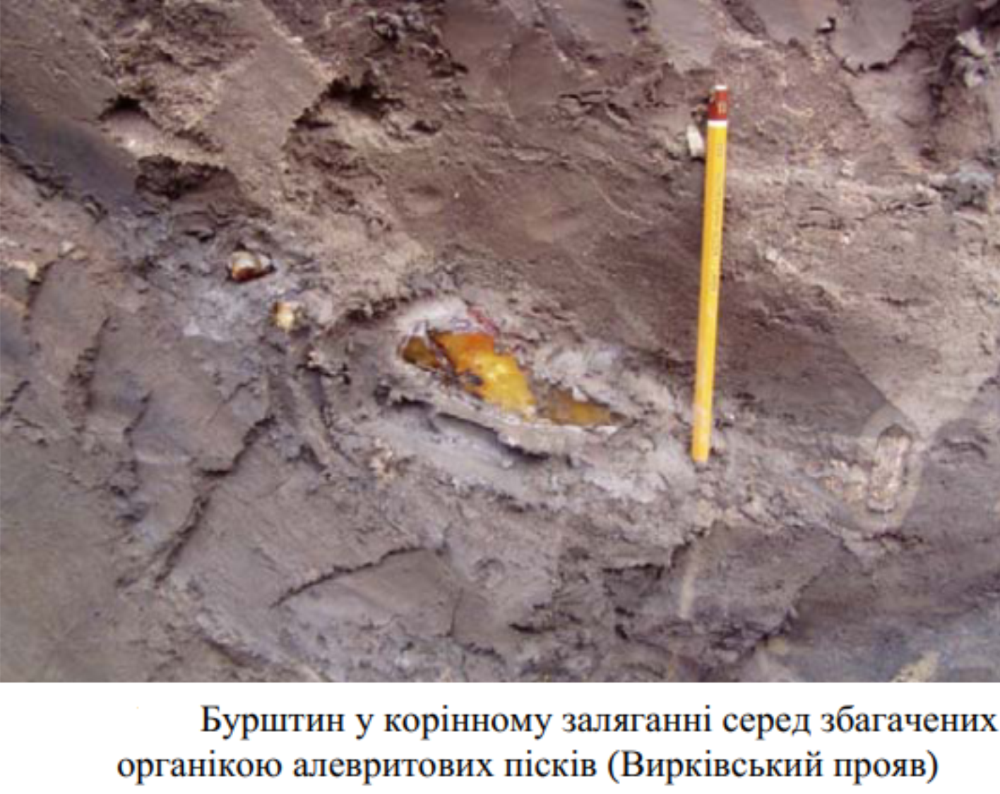 Бурштин у корінному заляганні серед збагачених
органікою алевритових пісків (Вирківський прояв)